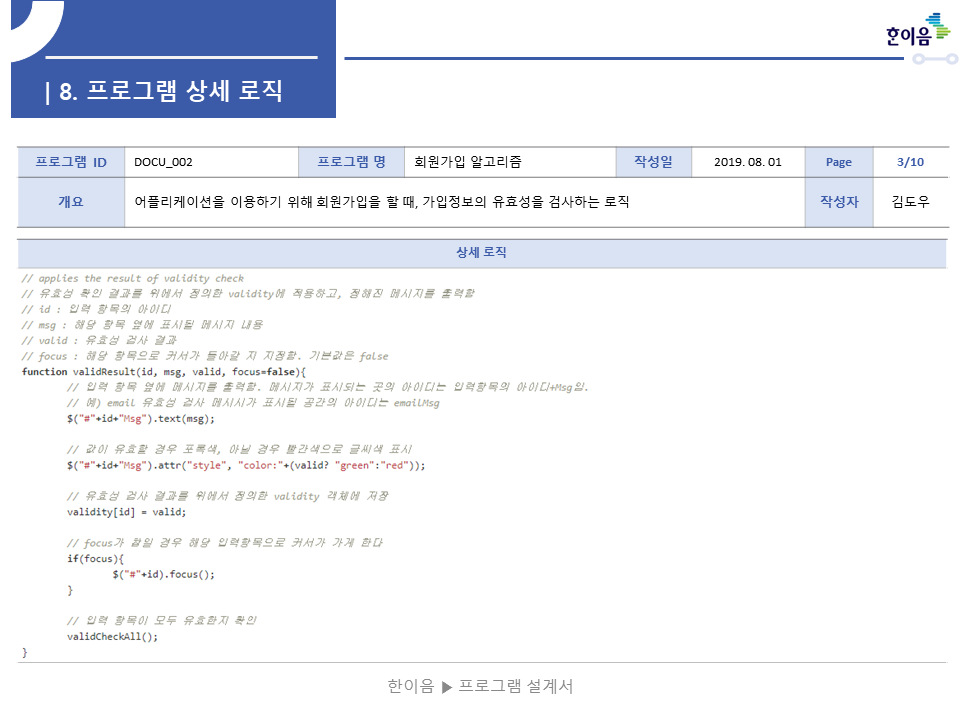 한이음
| 8. 프로그램 상세 로직
프로그램 ID DOCU_002 프로그램 명 회원가입 알고리즘 작성일 2019. 08. 01 Page 3/10
개요 어플리케이션을 이용하기 위해 회원가입을 할 때, 가입정보의 유효성을 검사하는 로직 작성자 김도우
상세 로직
// applies the result of validity check
// 유효성 확인 결과를 위에서 정의한 validity에 적용하고, 정해진 메시지를 출력함
// id : 입력 항목의 아이디
// msg : 해당 항목 옆에 표시될 메시지 내용
// valid : 유효성 검사 결과
// focus : 해당 항목으로 커서가 돌아갈 지 지정함. 기본값은 false
function validResult(id, msg, valid, focus=false){
// 입력 항목 옆에 메시지를 출력함. 메시지가 표시되는 곳의 아이디는 입력항목의 아이디+Msg임.
// 예) email 유효성 검사 메시시가 표시될 공간의 아이디는 emailMsg
$("#"+id+"Msg").text(msg);
// 값이 유효할 경우 초록색, 아닐 경우 빨간색으로 글씨색 표시
$("#"+id+"Msg").attr("style", "color:"+(valid? "green":"red"));
// 유효성 검사 결과를 위에서 정의한 validity 객체에 저장
validity[id] = valid;
// focus가 참일 경우 해당 입력항목으로 커서가 가게 한다
if(focus){
$("#"+id).focus();
}
// 입력 항목이 모두 유효한지 확인
validCheckAll();
}
한이음 ▶ 프로그램 설계서